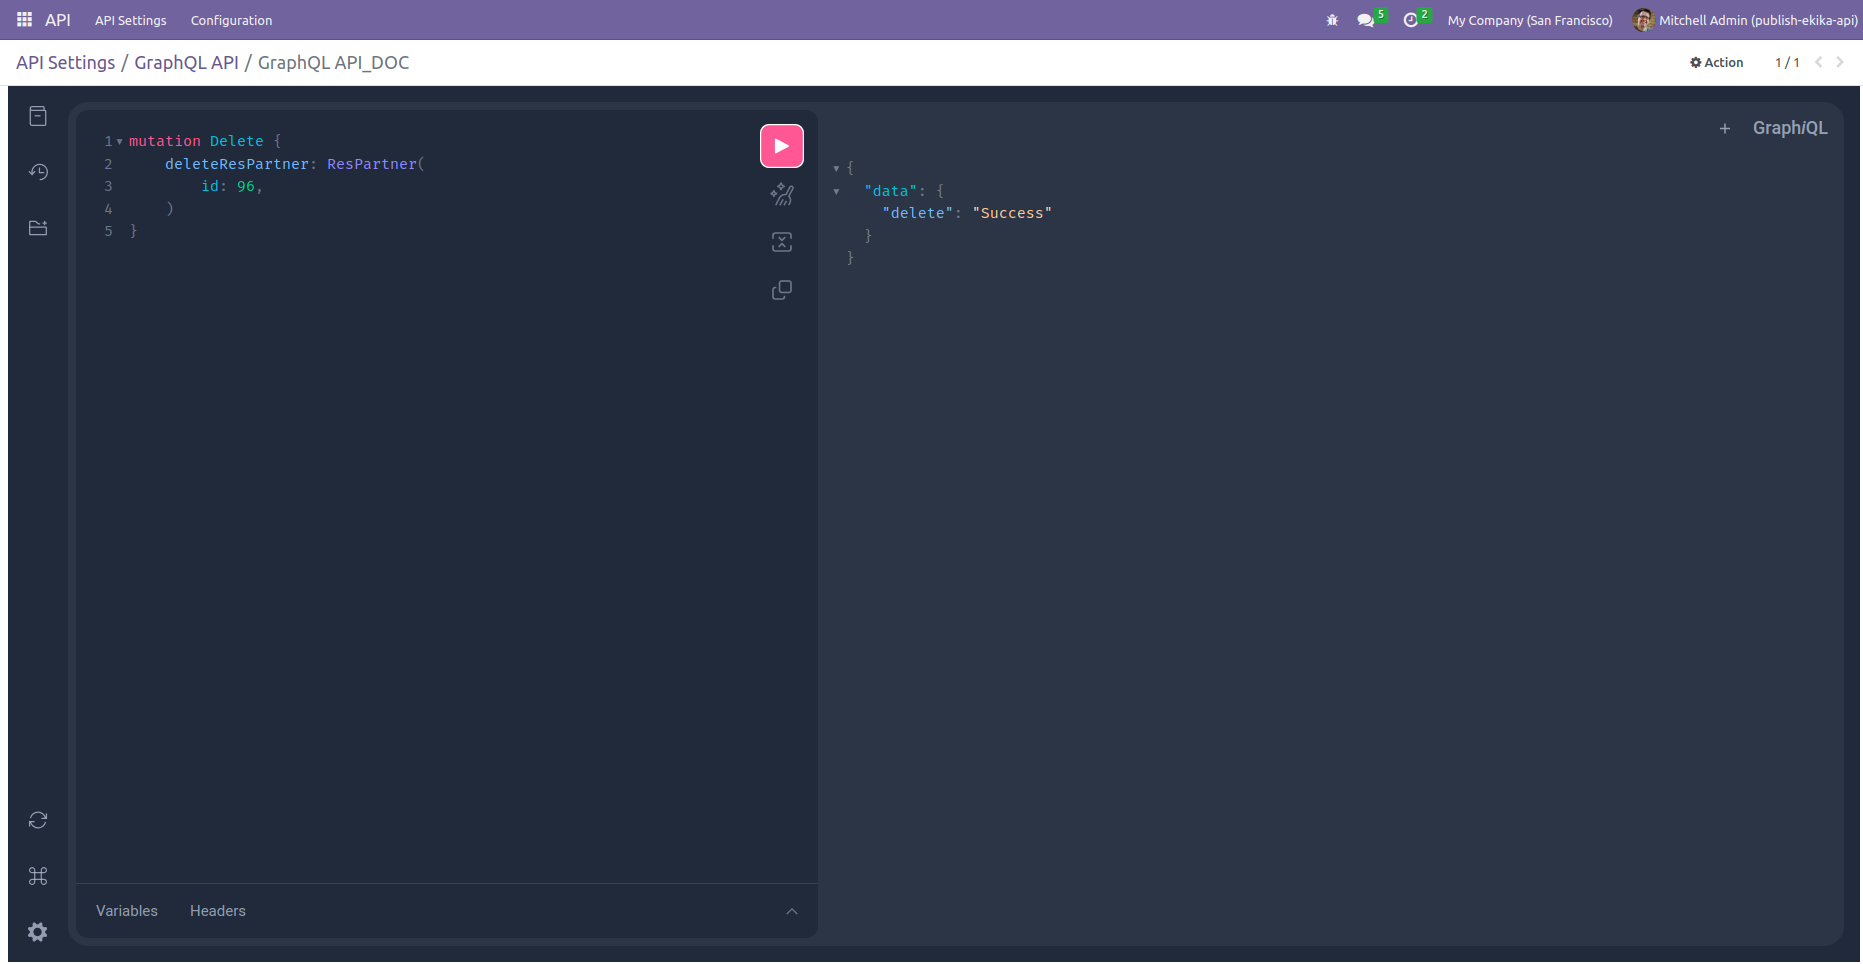 API API Settings Configuration 5 2 My Company (San Francisco) Mitchell Admin (publish-ekika-api)
API Settings / GraphQL API / GraphQL API_DOC Action 1 / 1
GraphiQL
1 mutation Delete {
2 deleteResPartner: ResPartner(
3 id: 96,
4 )
5 }
{
"data": {
"delete": "Success"
}
}
Variables Headers